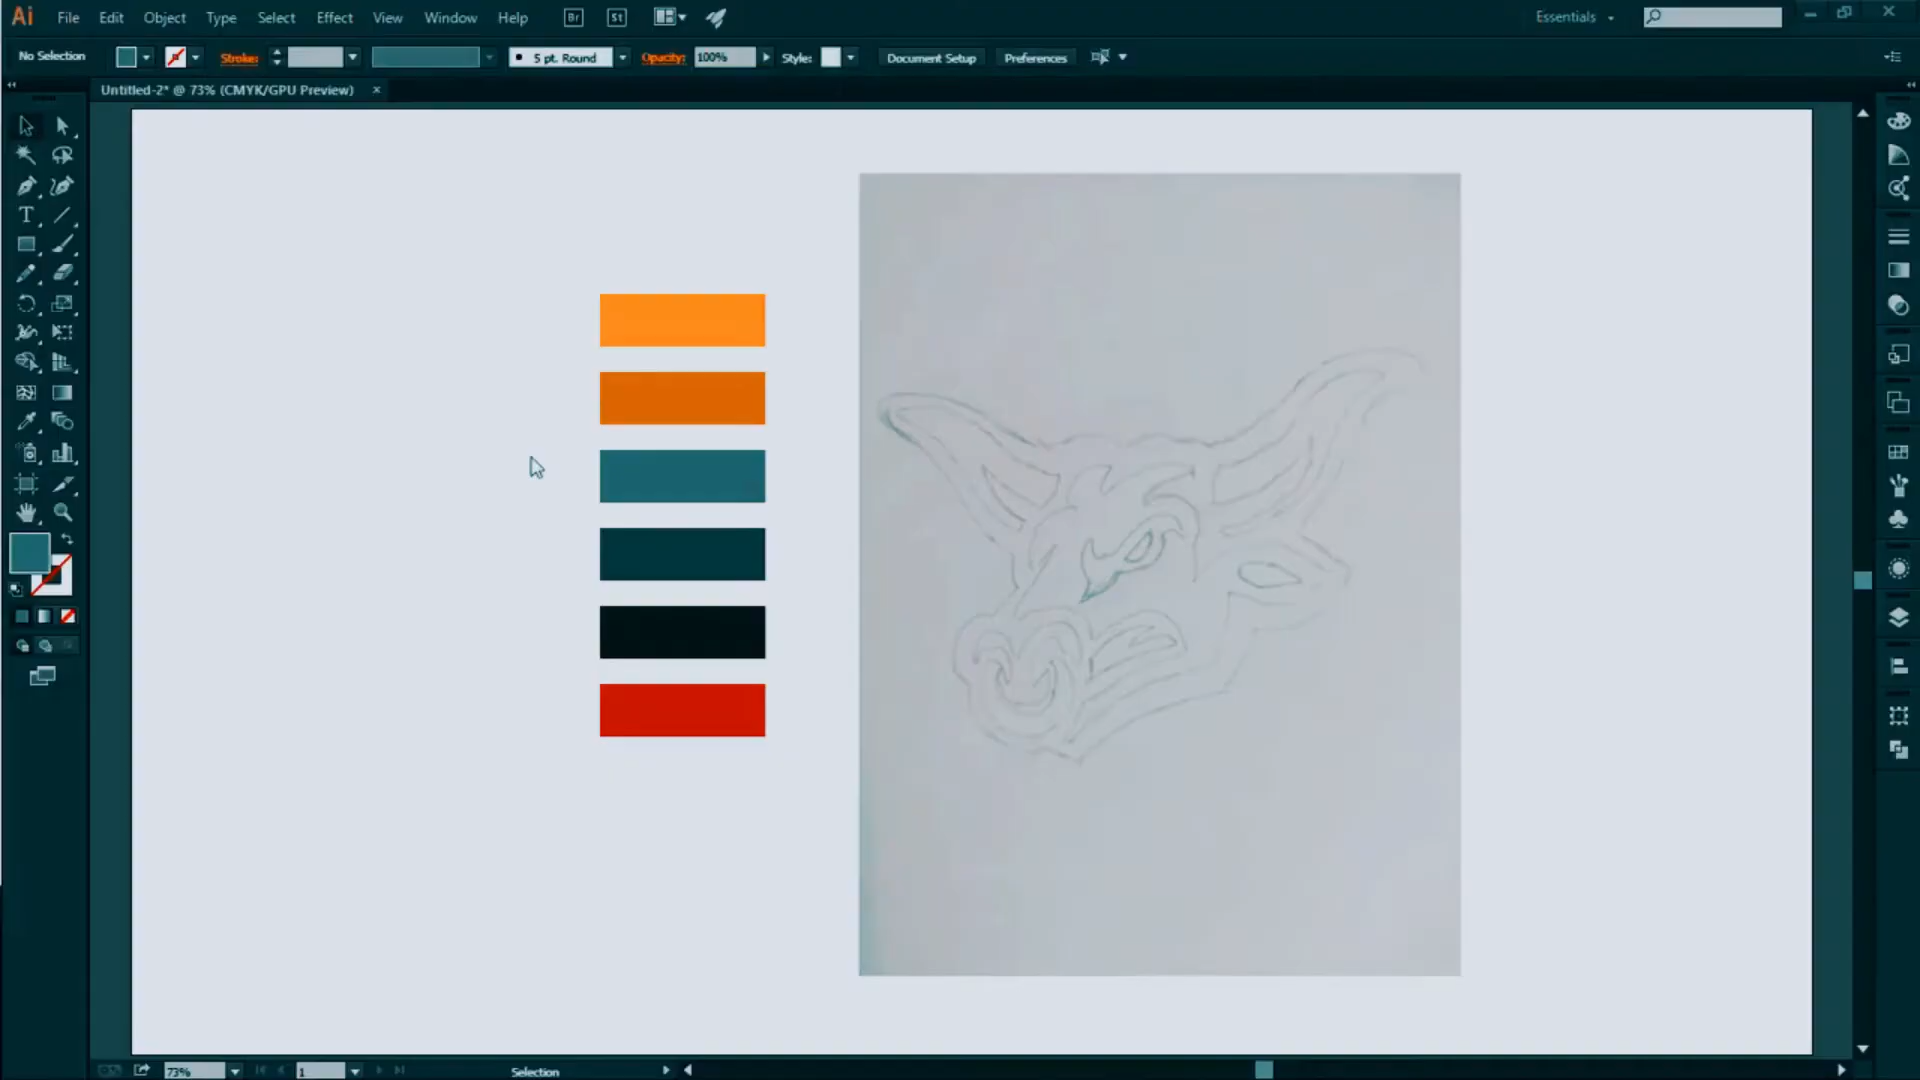 Ai File Edit Object Type Select Effect View Window Help Br St Essentials
No Selection Stroke: 5 pt. Round Opacity: 100% Style: Document Setup Preferences
Untitled-2* @ 73% (CMYK/GPU Preview) ×
T
73% 1 Selection